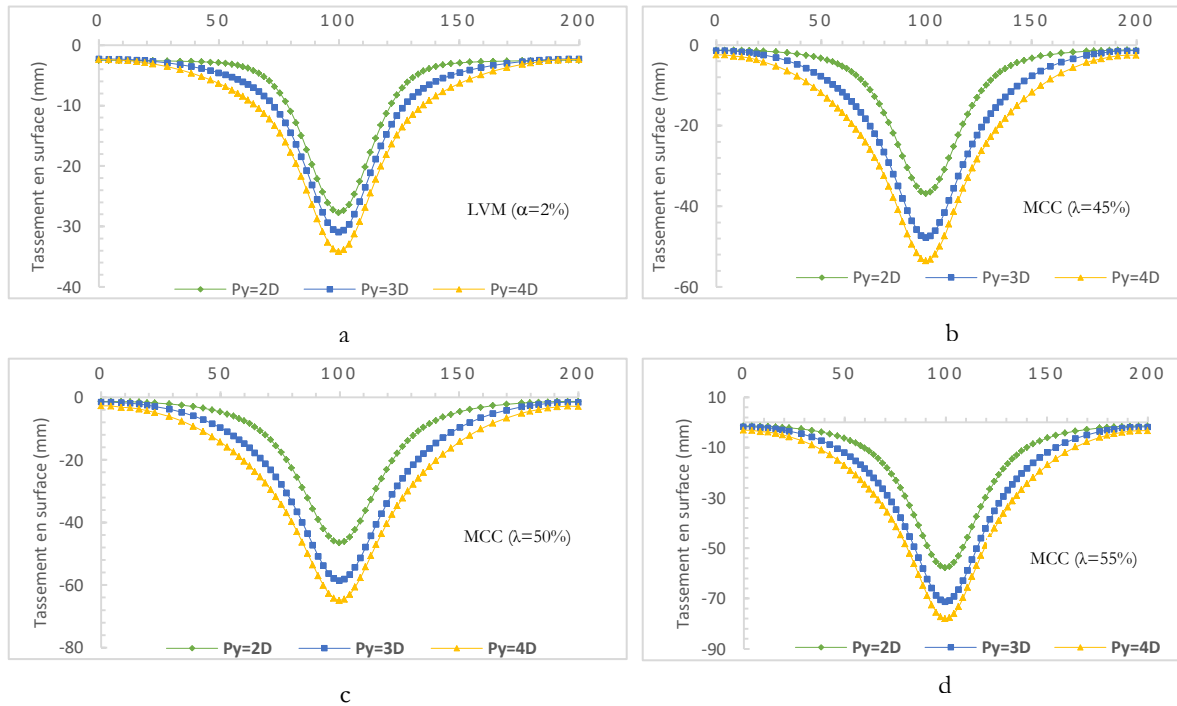 0 50 100 150 200
0
-10
-20
-30
-40
Tassement en surface (mm)
LVM (α=2%)
Py=2D Py=3D Py=4D
a
0 50 100 150 200
0
-20
-40
-60
Tassement en surface (mm)
MCC (λ=45%)
Py=2D Py=3D Py=4D
b
0 50 100 150 200
0
-20
-40
-60
-80
Tassement en surface (mm)
MCC (λ=50%)
Py=2D Py=3D Py=4D
c
0 50 100 150 200
10
-10
-30
-50
-70
-90
Tassement en surface (mm)
MCC (λ=55%)
Py=2D Py=3D Py=4D
d